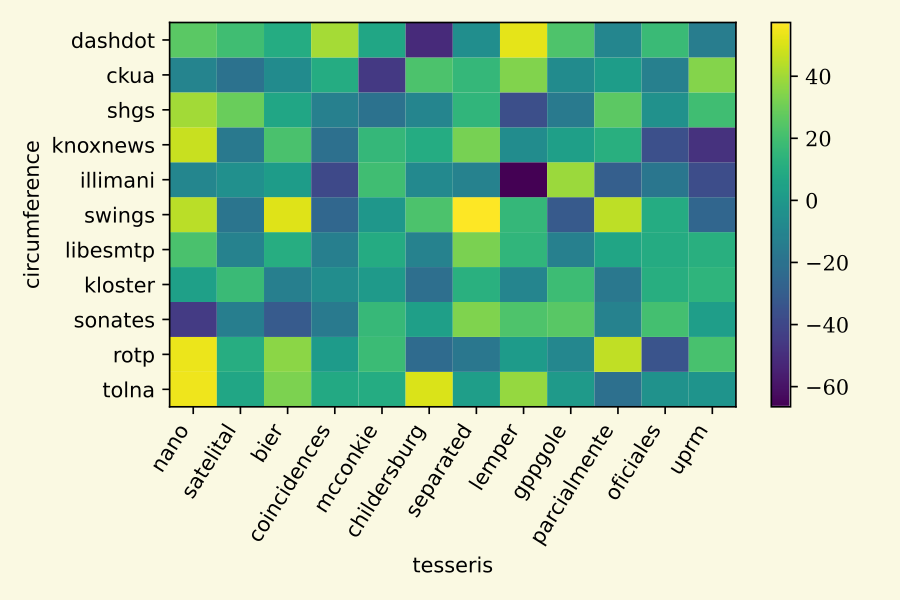 dashdot
ckua
shgs
knoxnews
illimani
swings
libesmtp
kloster
sonates
rotp
tolna
circumference
nano
satelital
bier
coincidences
mcconkie
childersburg
separated
lemper
gppgole
parcialmente
oficiales
uprm
tesseris
40
20
0
−20
−40
−60